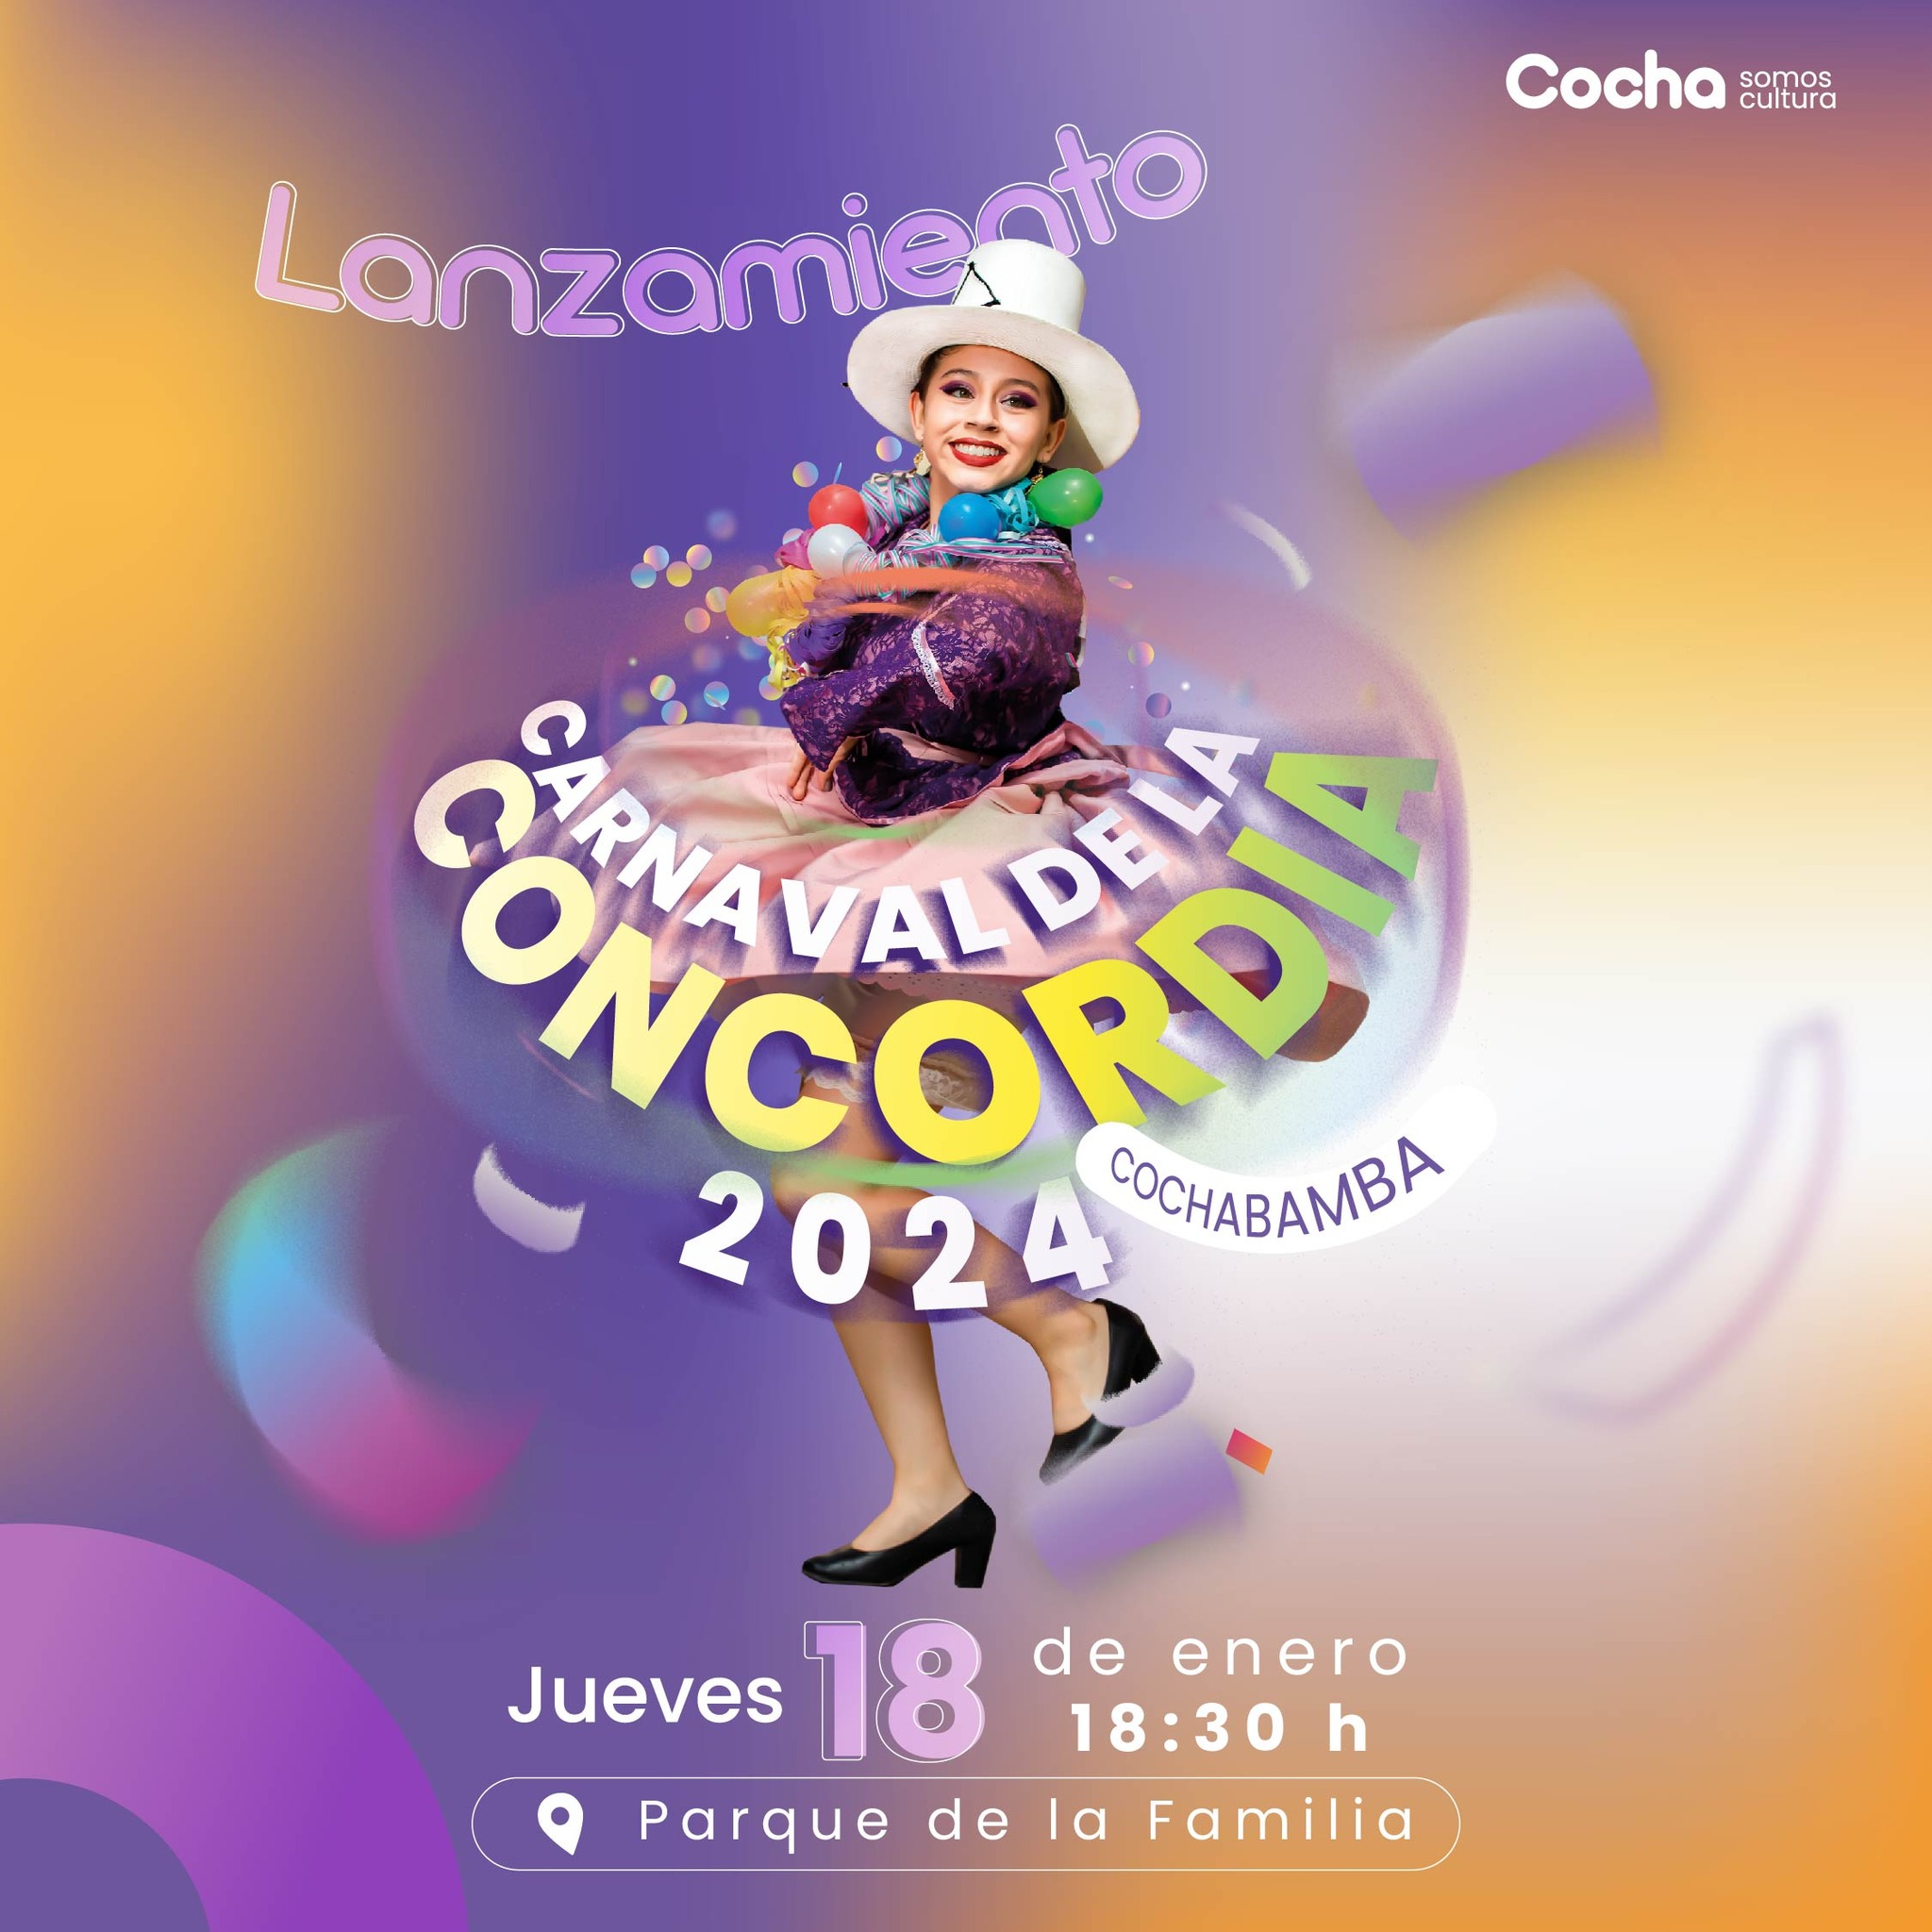 Cocha somos
cultura
Lanzamiento
CARNAVAL DE LA
CONCORDIA
2024
COCHABAMBA
Jueves 18 de enero
18:30 h
Parque de la Familia